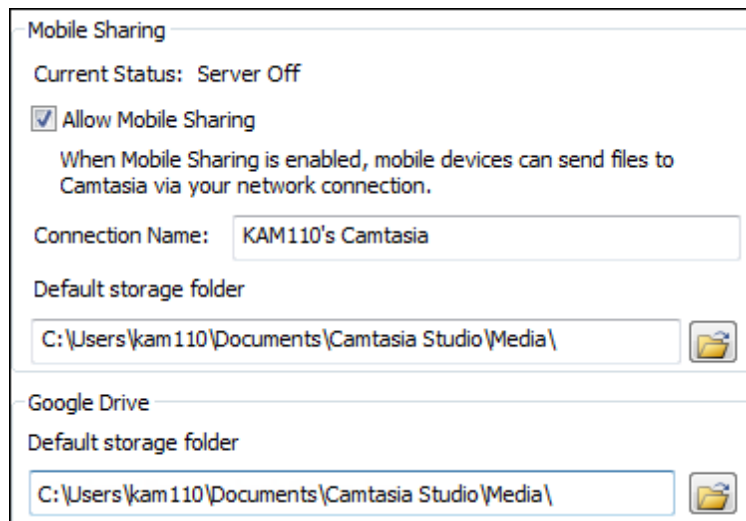 Mobile Sharing
Current Status: Server Off
Allow Mobile Sharing
When Mobile Sharing is enabled, mobile devices can send files to
Camtasia via your network connection.
Connection Name: KAM110's Camtasia
Default storage folder
C:\Users\kam110\Documents\Camtasia Studio\Media\
Google Drive
Default storage folder
C:\Users\kam110\Documents\Camtasia Studio\Media\